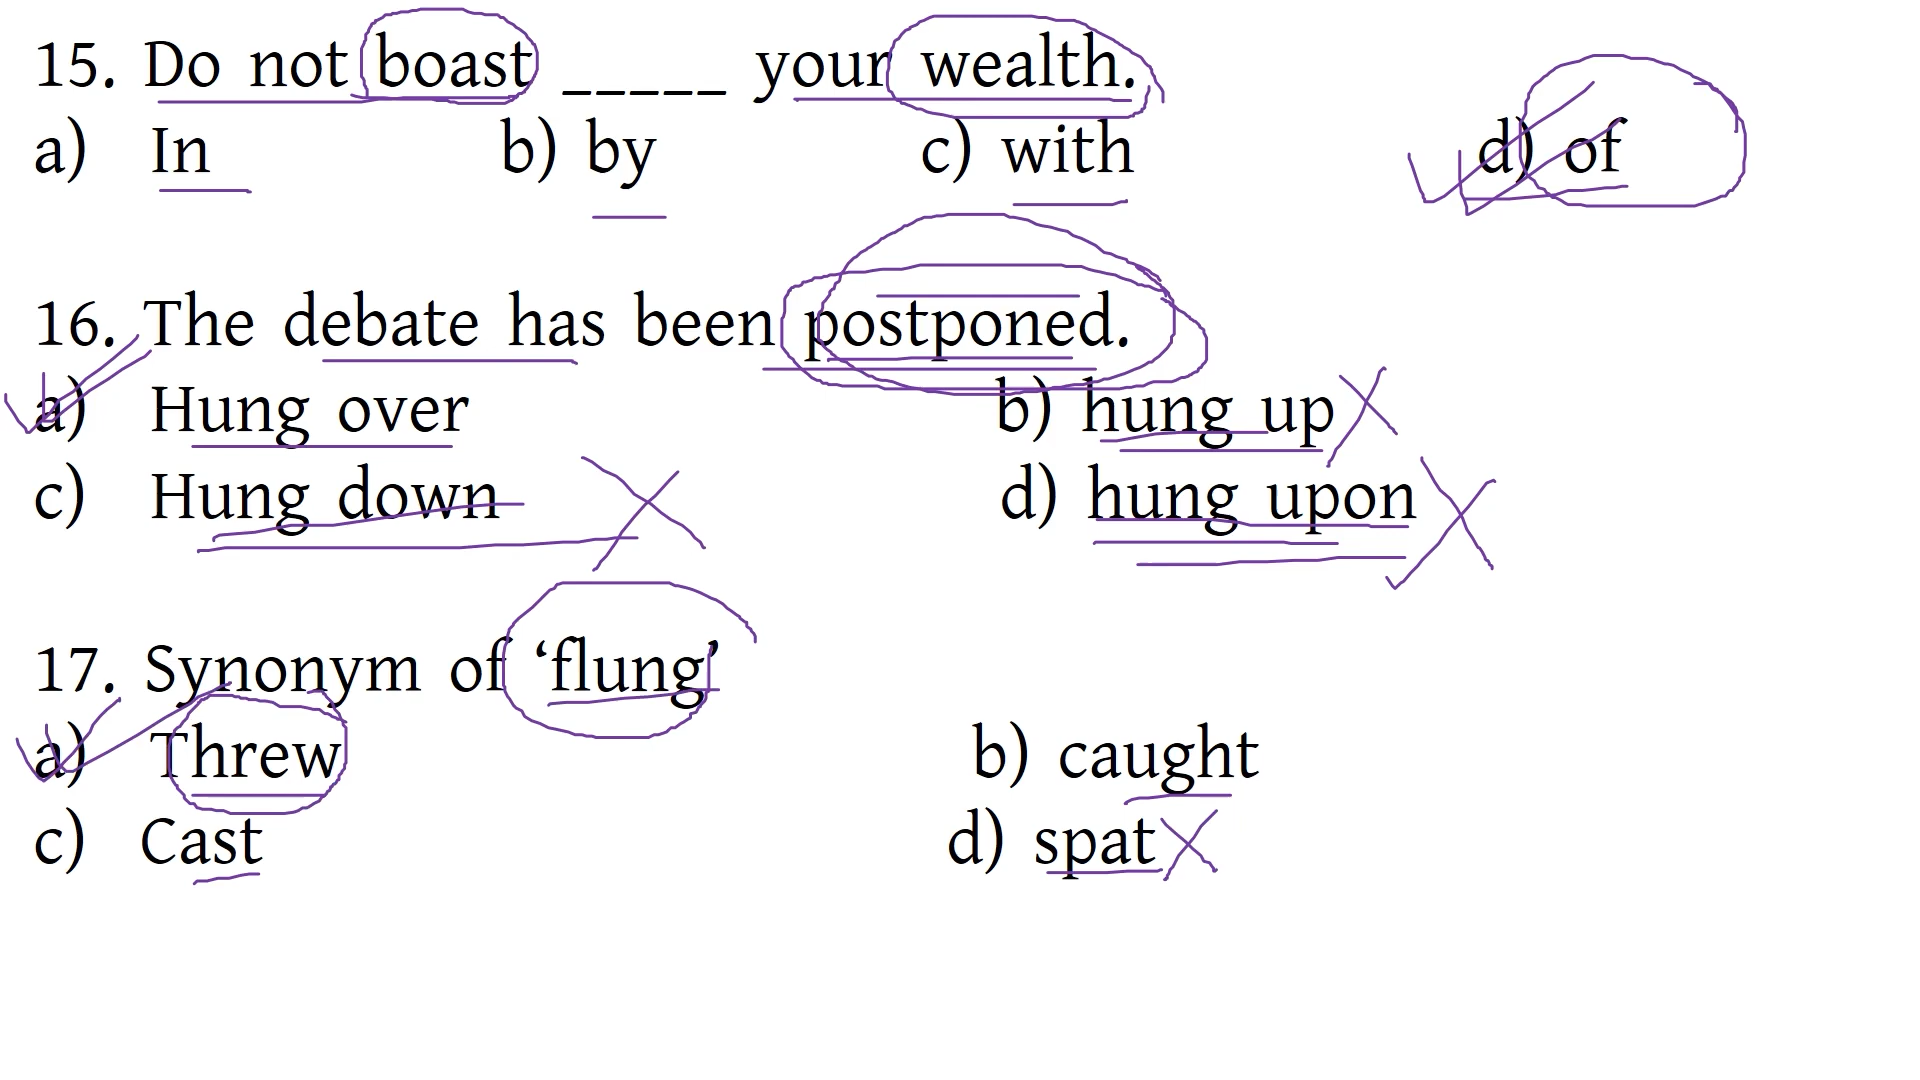 15. Do not boast _____ your wealth.
a) In b) by c) with d) of
16. The debate has been postponed.
a) Hung over b) hung up
c) Hung down d) hung upon
17. Synonym of ‘flung’
a) Threw b) caught
c) Cast d) spat